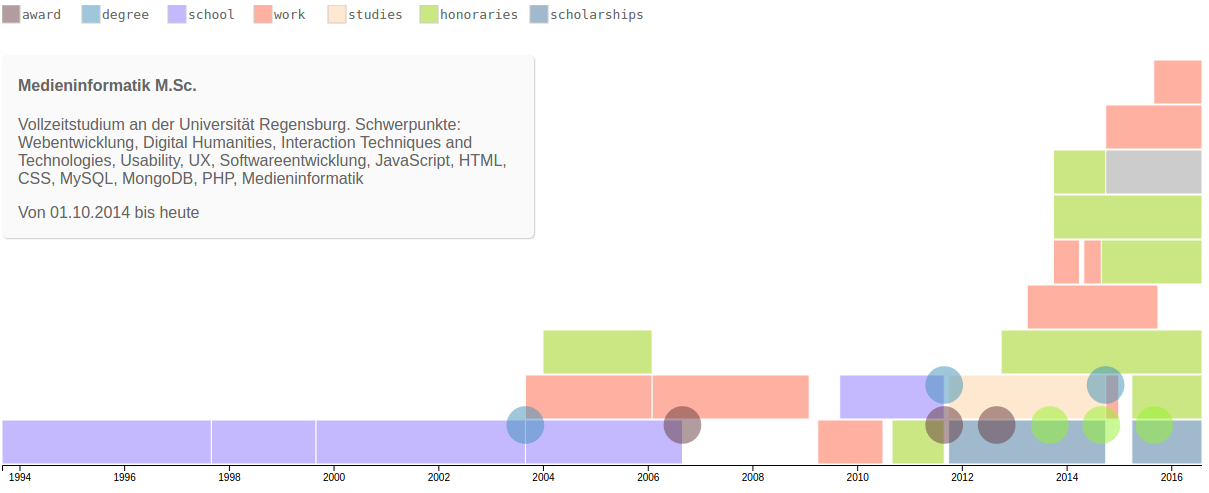 award degree school work studies honoraries scholarships
Medieninformatik M.Sc.
Vollzeitstudium an der Universität Regensburg. Schwerpunkte:
Webentwicklung, Digital Humanities, Interaction Techniques and
Technologies, Usability, UX, Softwareentwicklung, JavaScript, HTML,
CSS, MySQL, MongoDB, PHP, Medieninformatik
Von 01.10.2014 bis heute
1994 1996 1998 2000 2002 2004 2006 2008 2010 2012 2014 2016